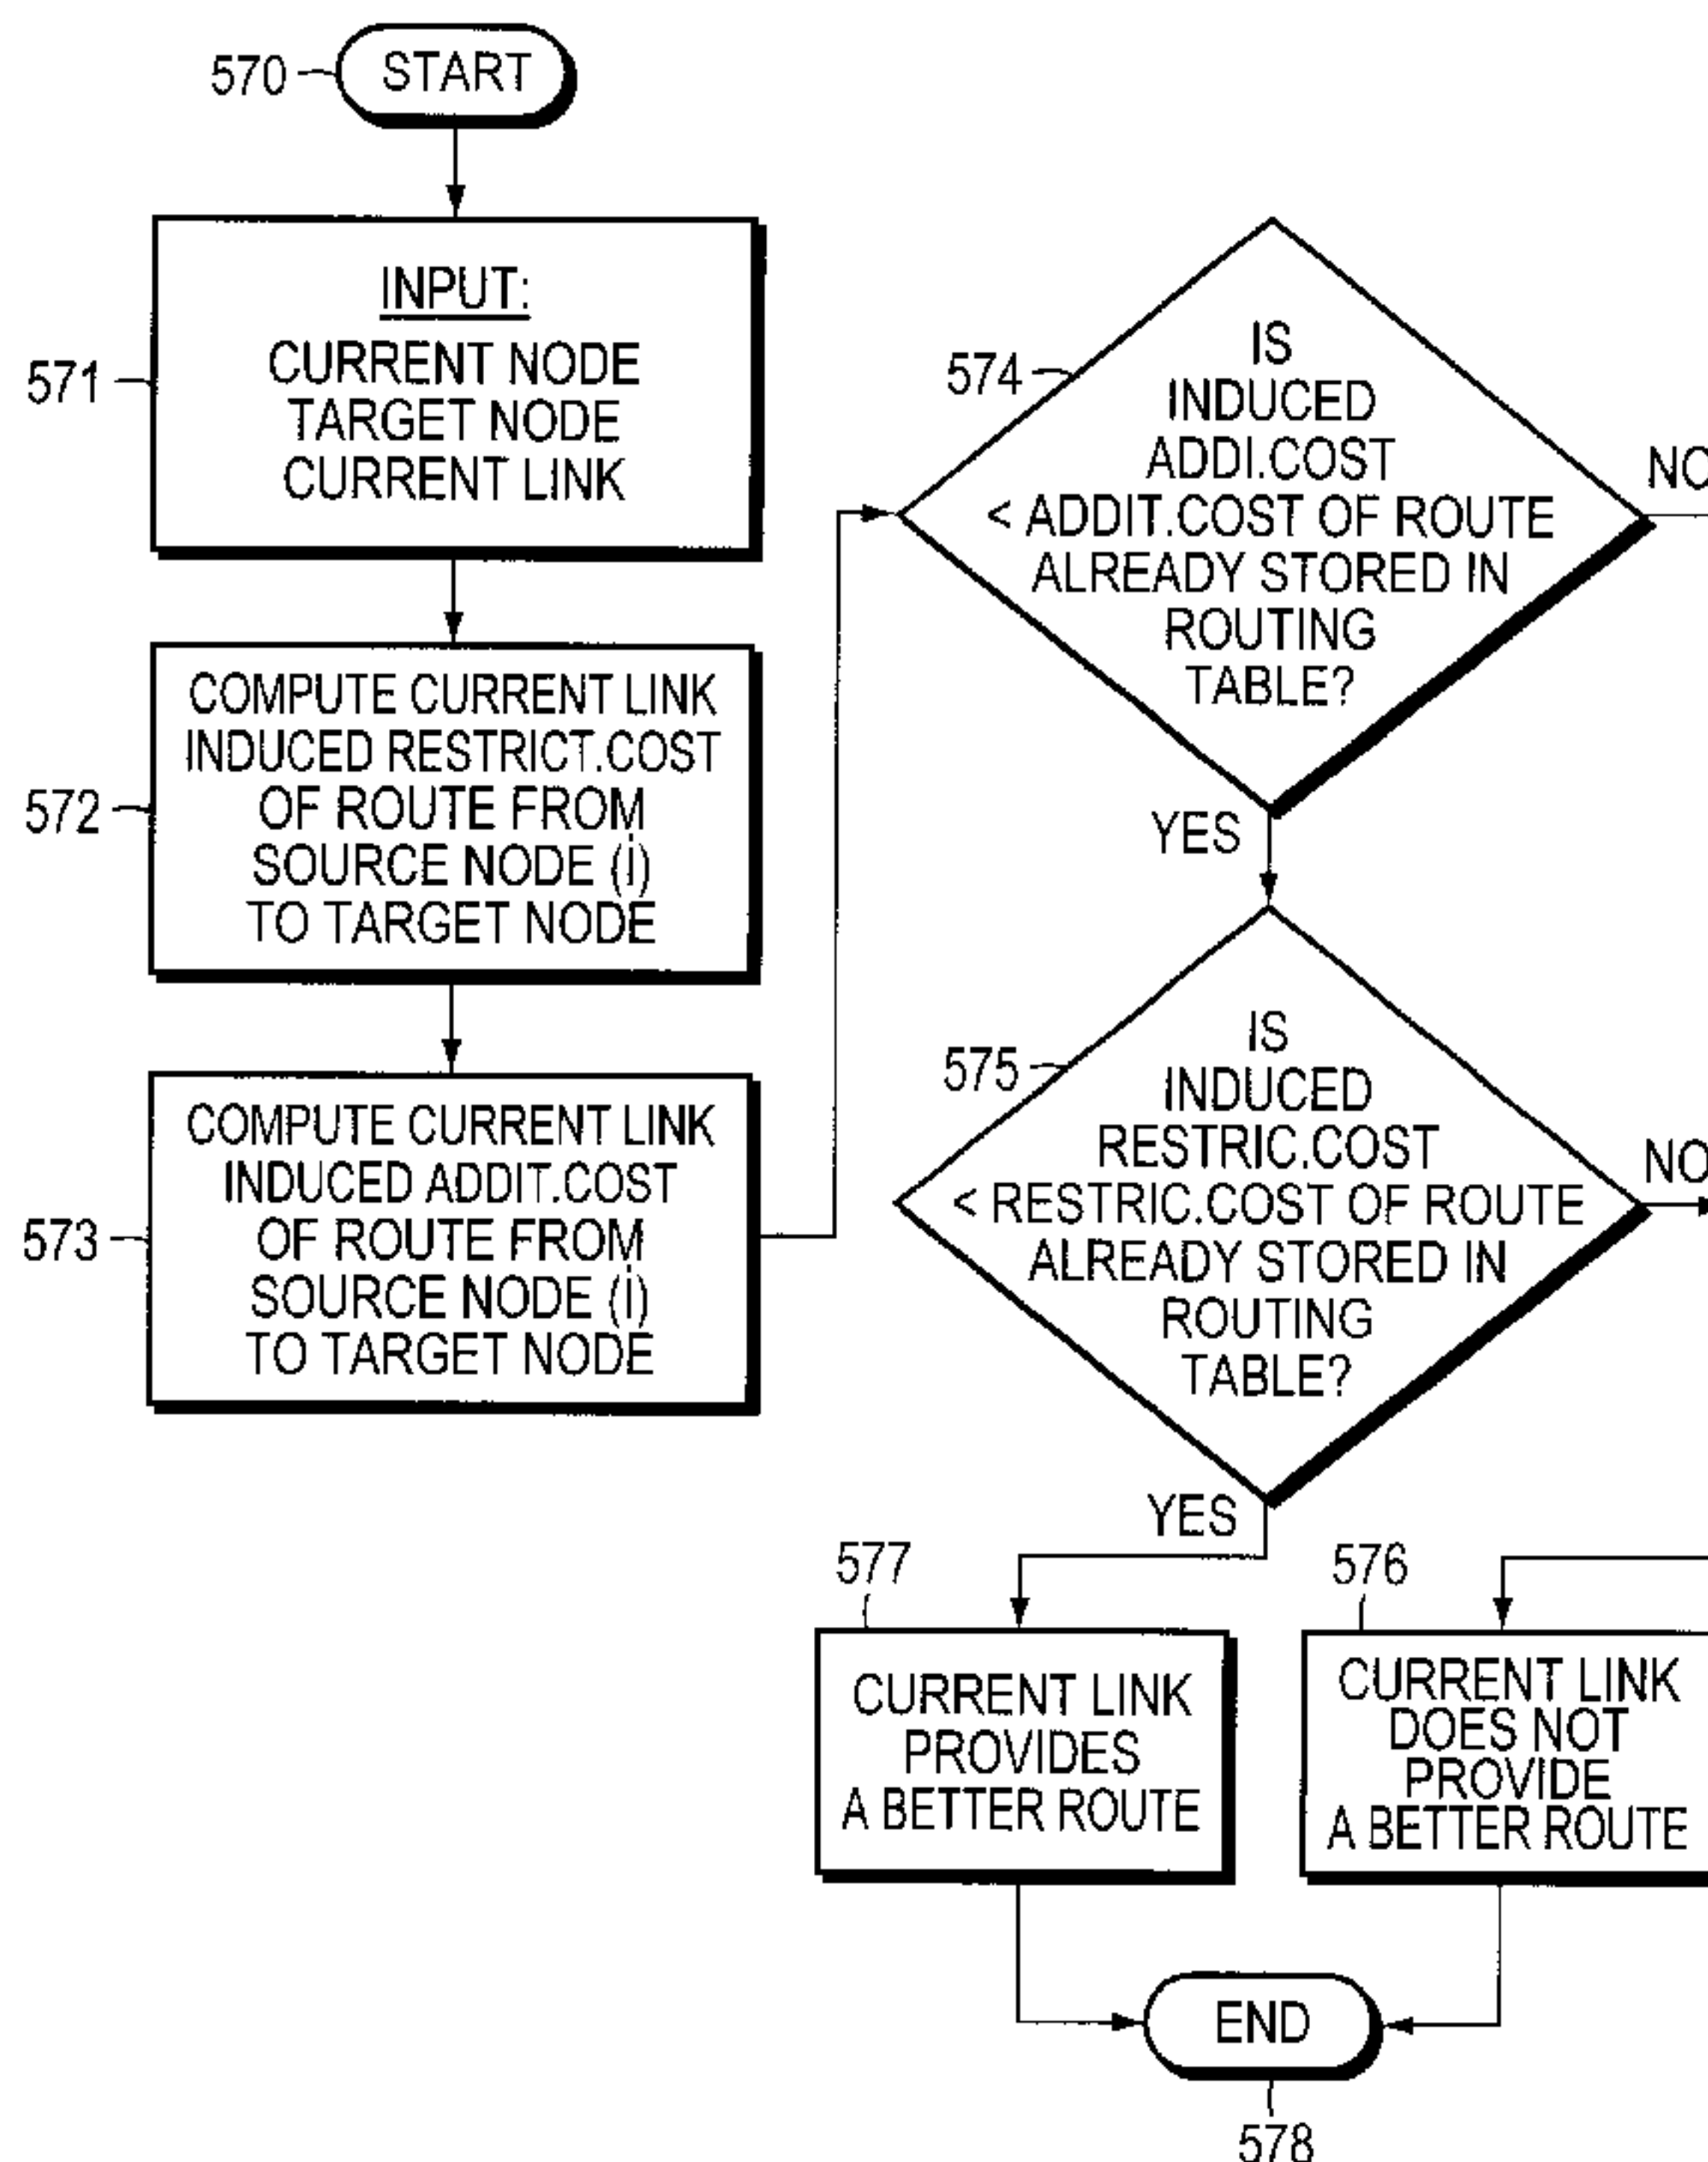 570
START
571
INPUT:
CURRENT NODE
TARGET NODE
CURRENT LINK
572
COMPUTE CURRENT LINK
INDUCED RESTRICT.COST
OF ROUTE FROM
SOURCE NODE (i)
TO TARGET NODE
573
COMPUTE CURRENT LINK
INDUCED ADDIT.COST
OF ROUTE FROM
SOURCE NODE (i)
TO TARGET NODE
574
IS
INDUCED
ADDI.COST
< ADDIT.COST OF ROUTE
ALREADY STORED IN
ROUTING
TABLE?
NO
YES
575
IS
INDUCED
RESTRIC.COST
< RESTRIC.COST OF ROUTE
ALREADY STORED IN
ROUTING
TABLE?
NO
YES
577
CURRENT LINK
PROVIDES
A BETTER ROUTE
576
CURRENT LINK
DOES NOT
PROVIDE
A BETTER ROUTE
END
578